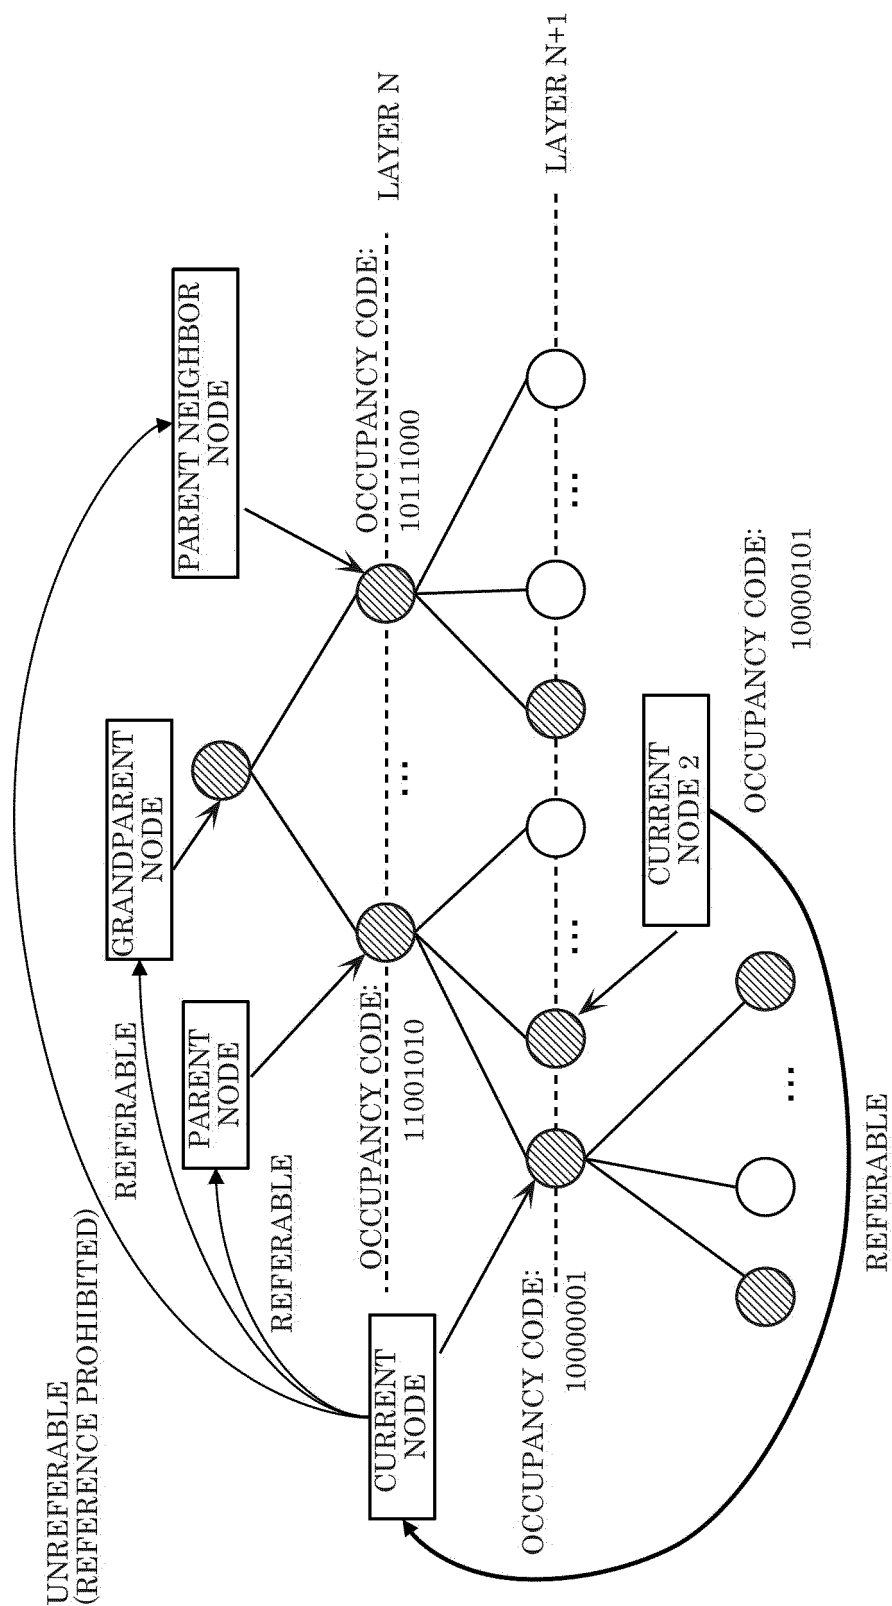 UNREFERABLE
(REFERENCE PROHIBITED)
REFERABLE
GRANDPARENT
NODE
PARENT NEIGHBOR
NODE
PARENT
NODE
REFERABLE
CURRENT
NODE
OCCUPANCY CODE:
11001010
...
OCCUPANCY CODE:
10111000
LAYER N
OCCUPANCY CODE:
10000001
...
...
LAYER N+1
CURRENT
NODE 2
OCCUPANCY CODE:
10000101
...
REFERABLE